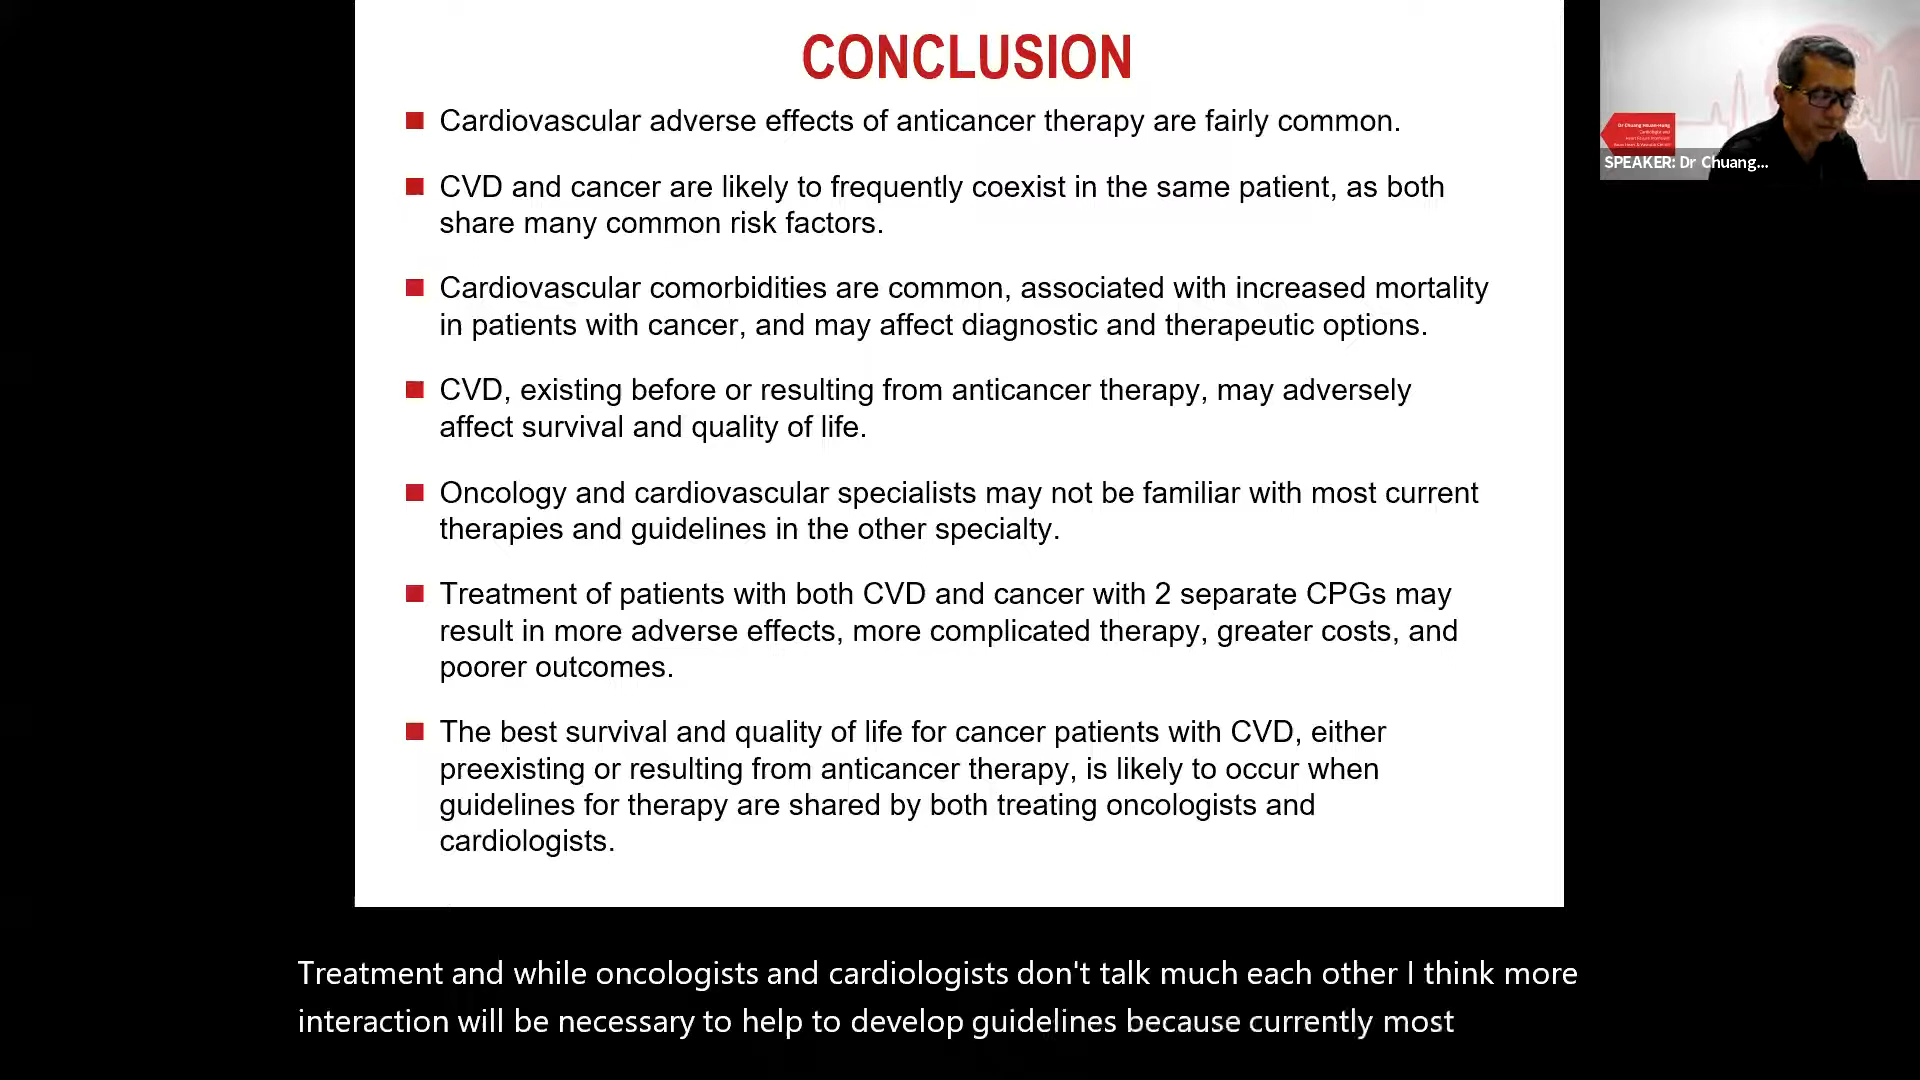 CONCLUSION
Cardiovascular adverse effects of anticancer therapy are fairly common.
CVD and cancer are likely to frequently coexist in the same patient, as both
share many common risk factors.
Cardiovascular comorbidities are common, associated with increased mortality
in patients with cancer, and may affect diagnostic and therapeutic options.
CVD, existing before or resulting from anticancer therapy, may adversely
affect survival and quality of life.
Oncology and cardiovascular specialists may not be familiar with most current
therapies and guidelines in the other specialty.
Treatment of patients with both CVD and cancer with 2 separate CPGs may
result in more adverse effects, more complicated therapy, greater costs, and
poorer outcomes.
The best survival and quality of life for cancer patients with CVD, either
preexisting or resulting from anticancer therapy, is likely to occur when
guidelines for therapy are shared by both treating oncologists and
cardiologists.
Dr Chuang Hsuan-Hung
Cardiologist and
SPEAKER: Dr Chuang...
Treatment and while oncologists and cardiologists don't talk much each other I think more
interaction will be necessary to help to develop guidelines because currently most